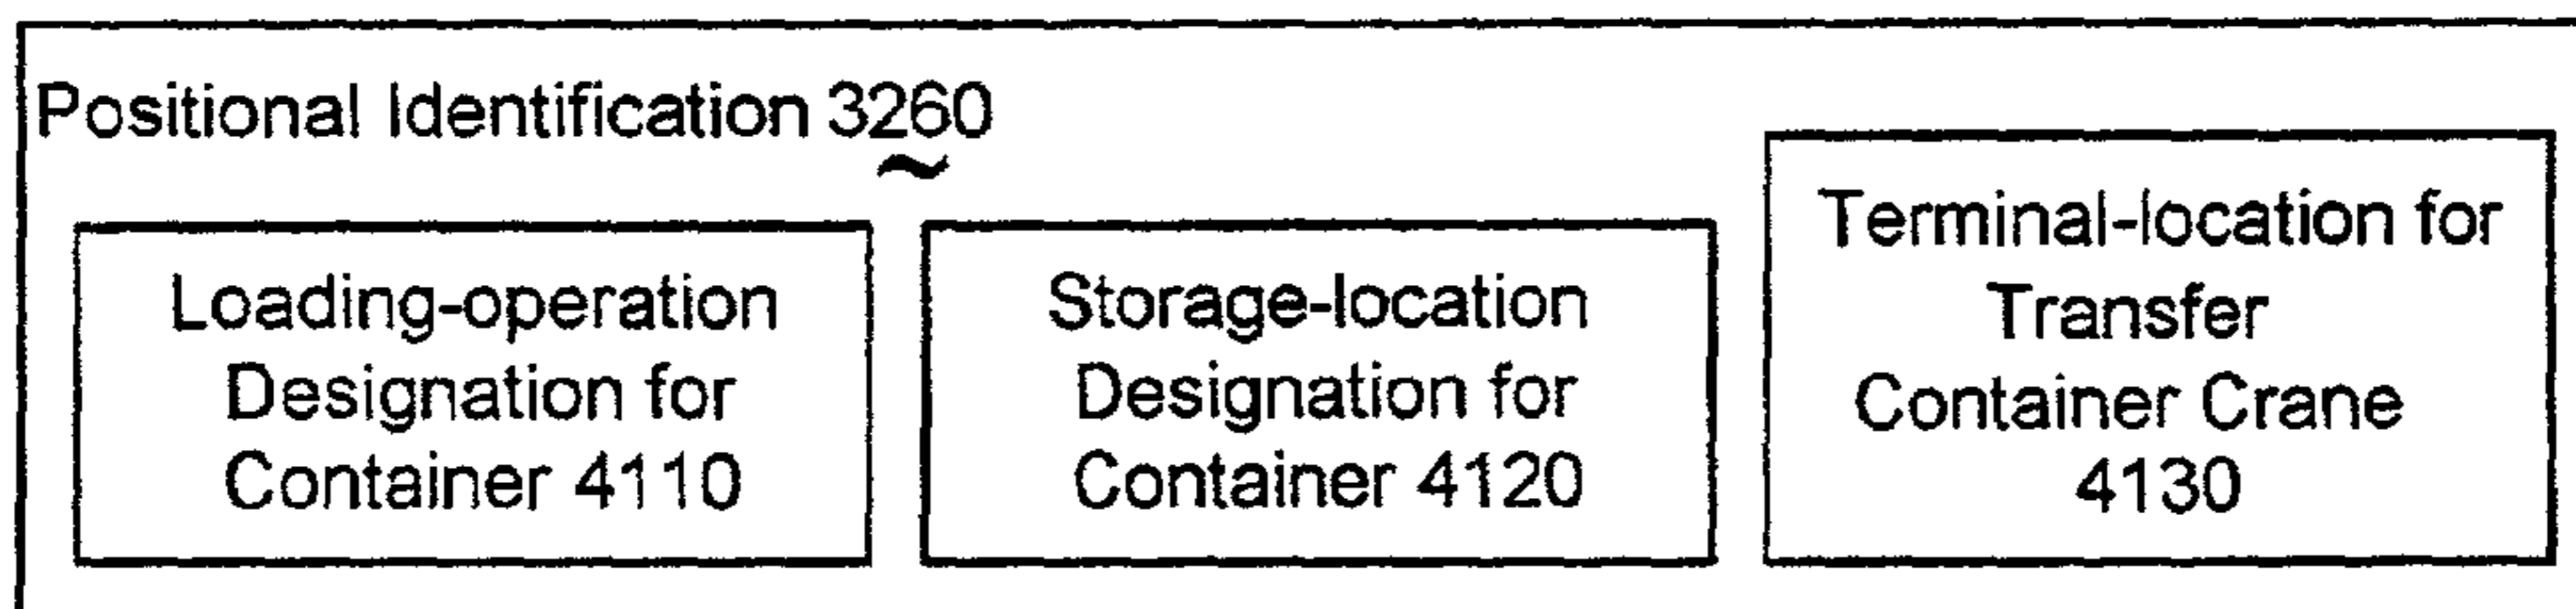 Positional Identification 3260
Loading-operation
Designation for
Container 4110
Storage-location
Designation for
Container 4120
Terminal-location for
Transfer
Container Crane
4130